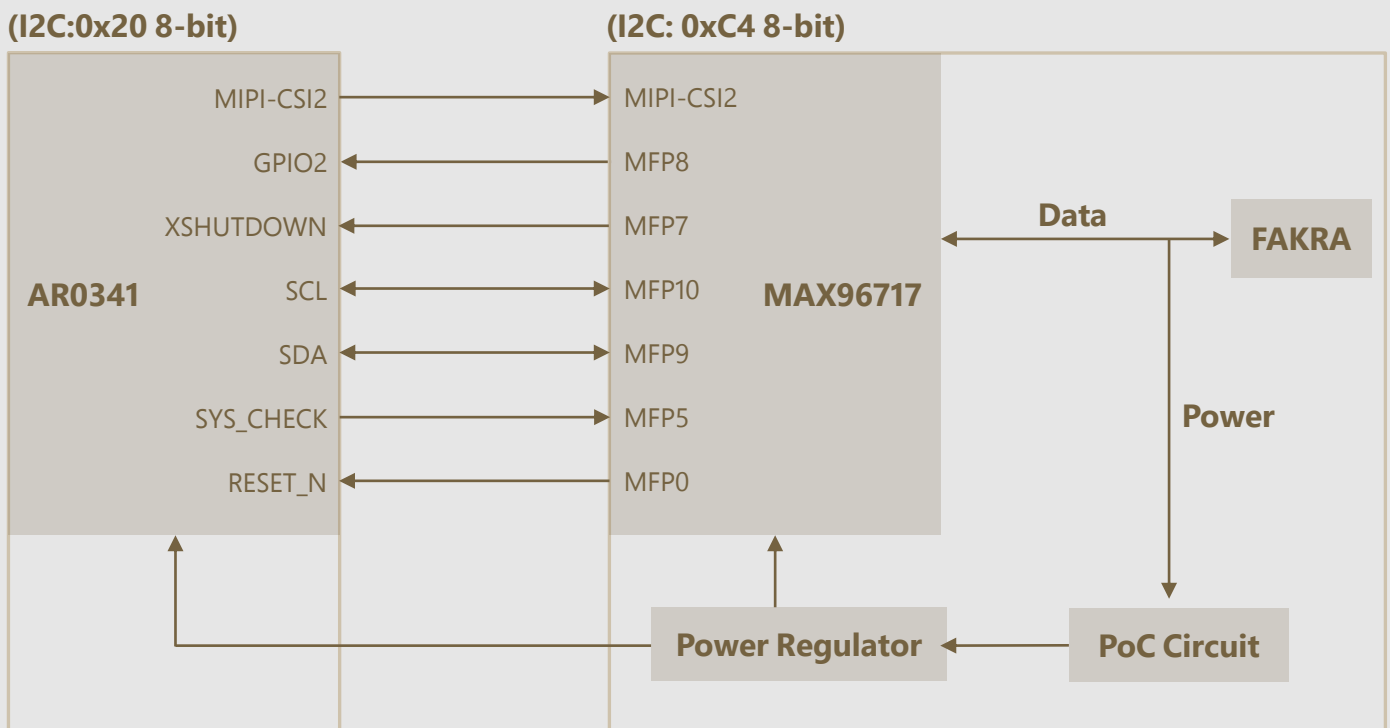 (I2C:0x20 8-bit)
(I2C: 0xC4 8-bit)
MIPI-CSI2
MIPI-CSI2
GPIO2
MFP8
XSHUTDOWN
MFP7
Data
FAKRA
AR0341
SCL
MFP10
MAX96717
SDA
MFP9
SYS_CHECK
MFP5
Power
RESET_N
MFP0
Power Regulator
PoC Circuit